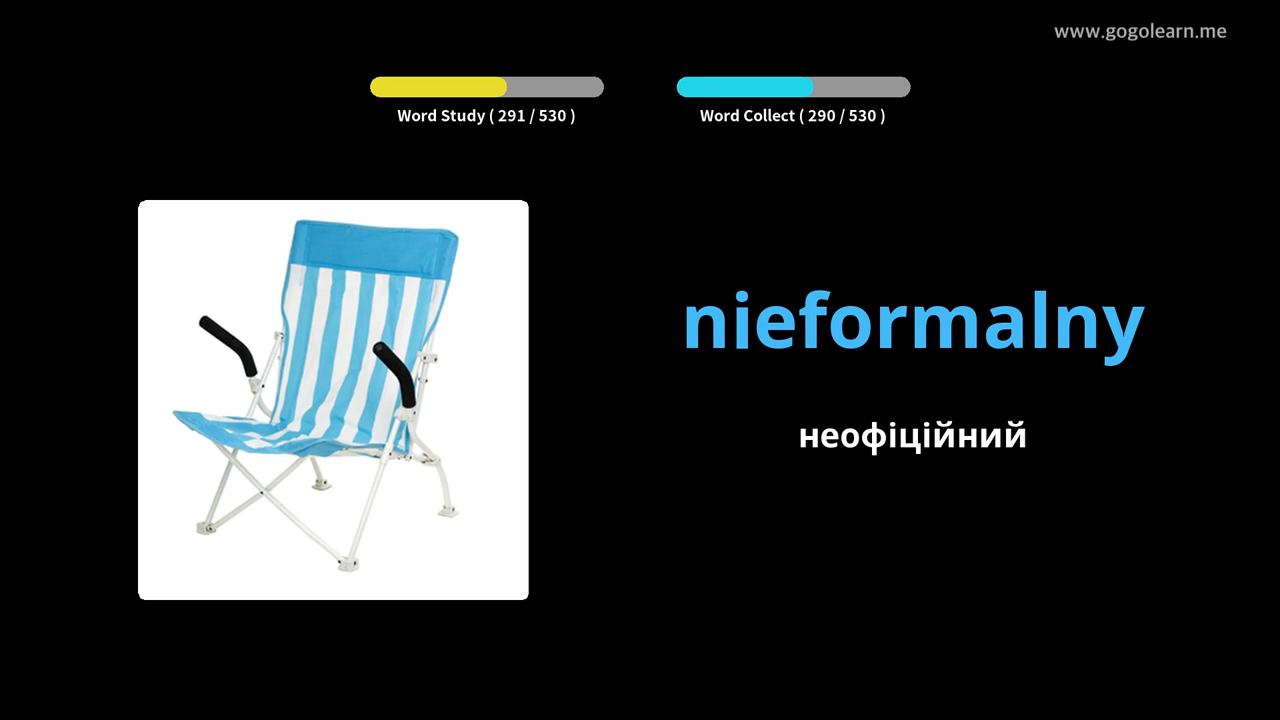 www.gogolearn.me
Word Study ( 291 / 530 )
Word Collect ( 290 / 530 )
nieformalny
неофіційний